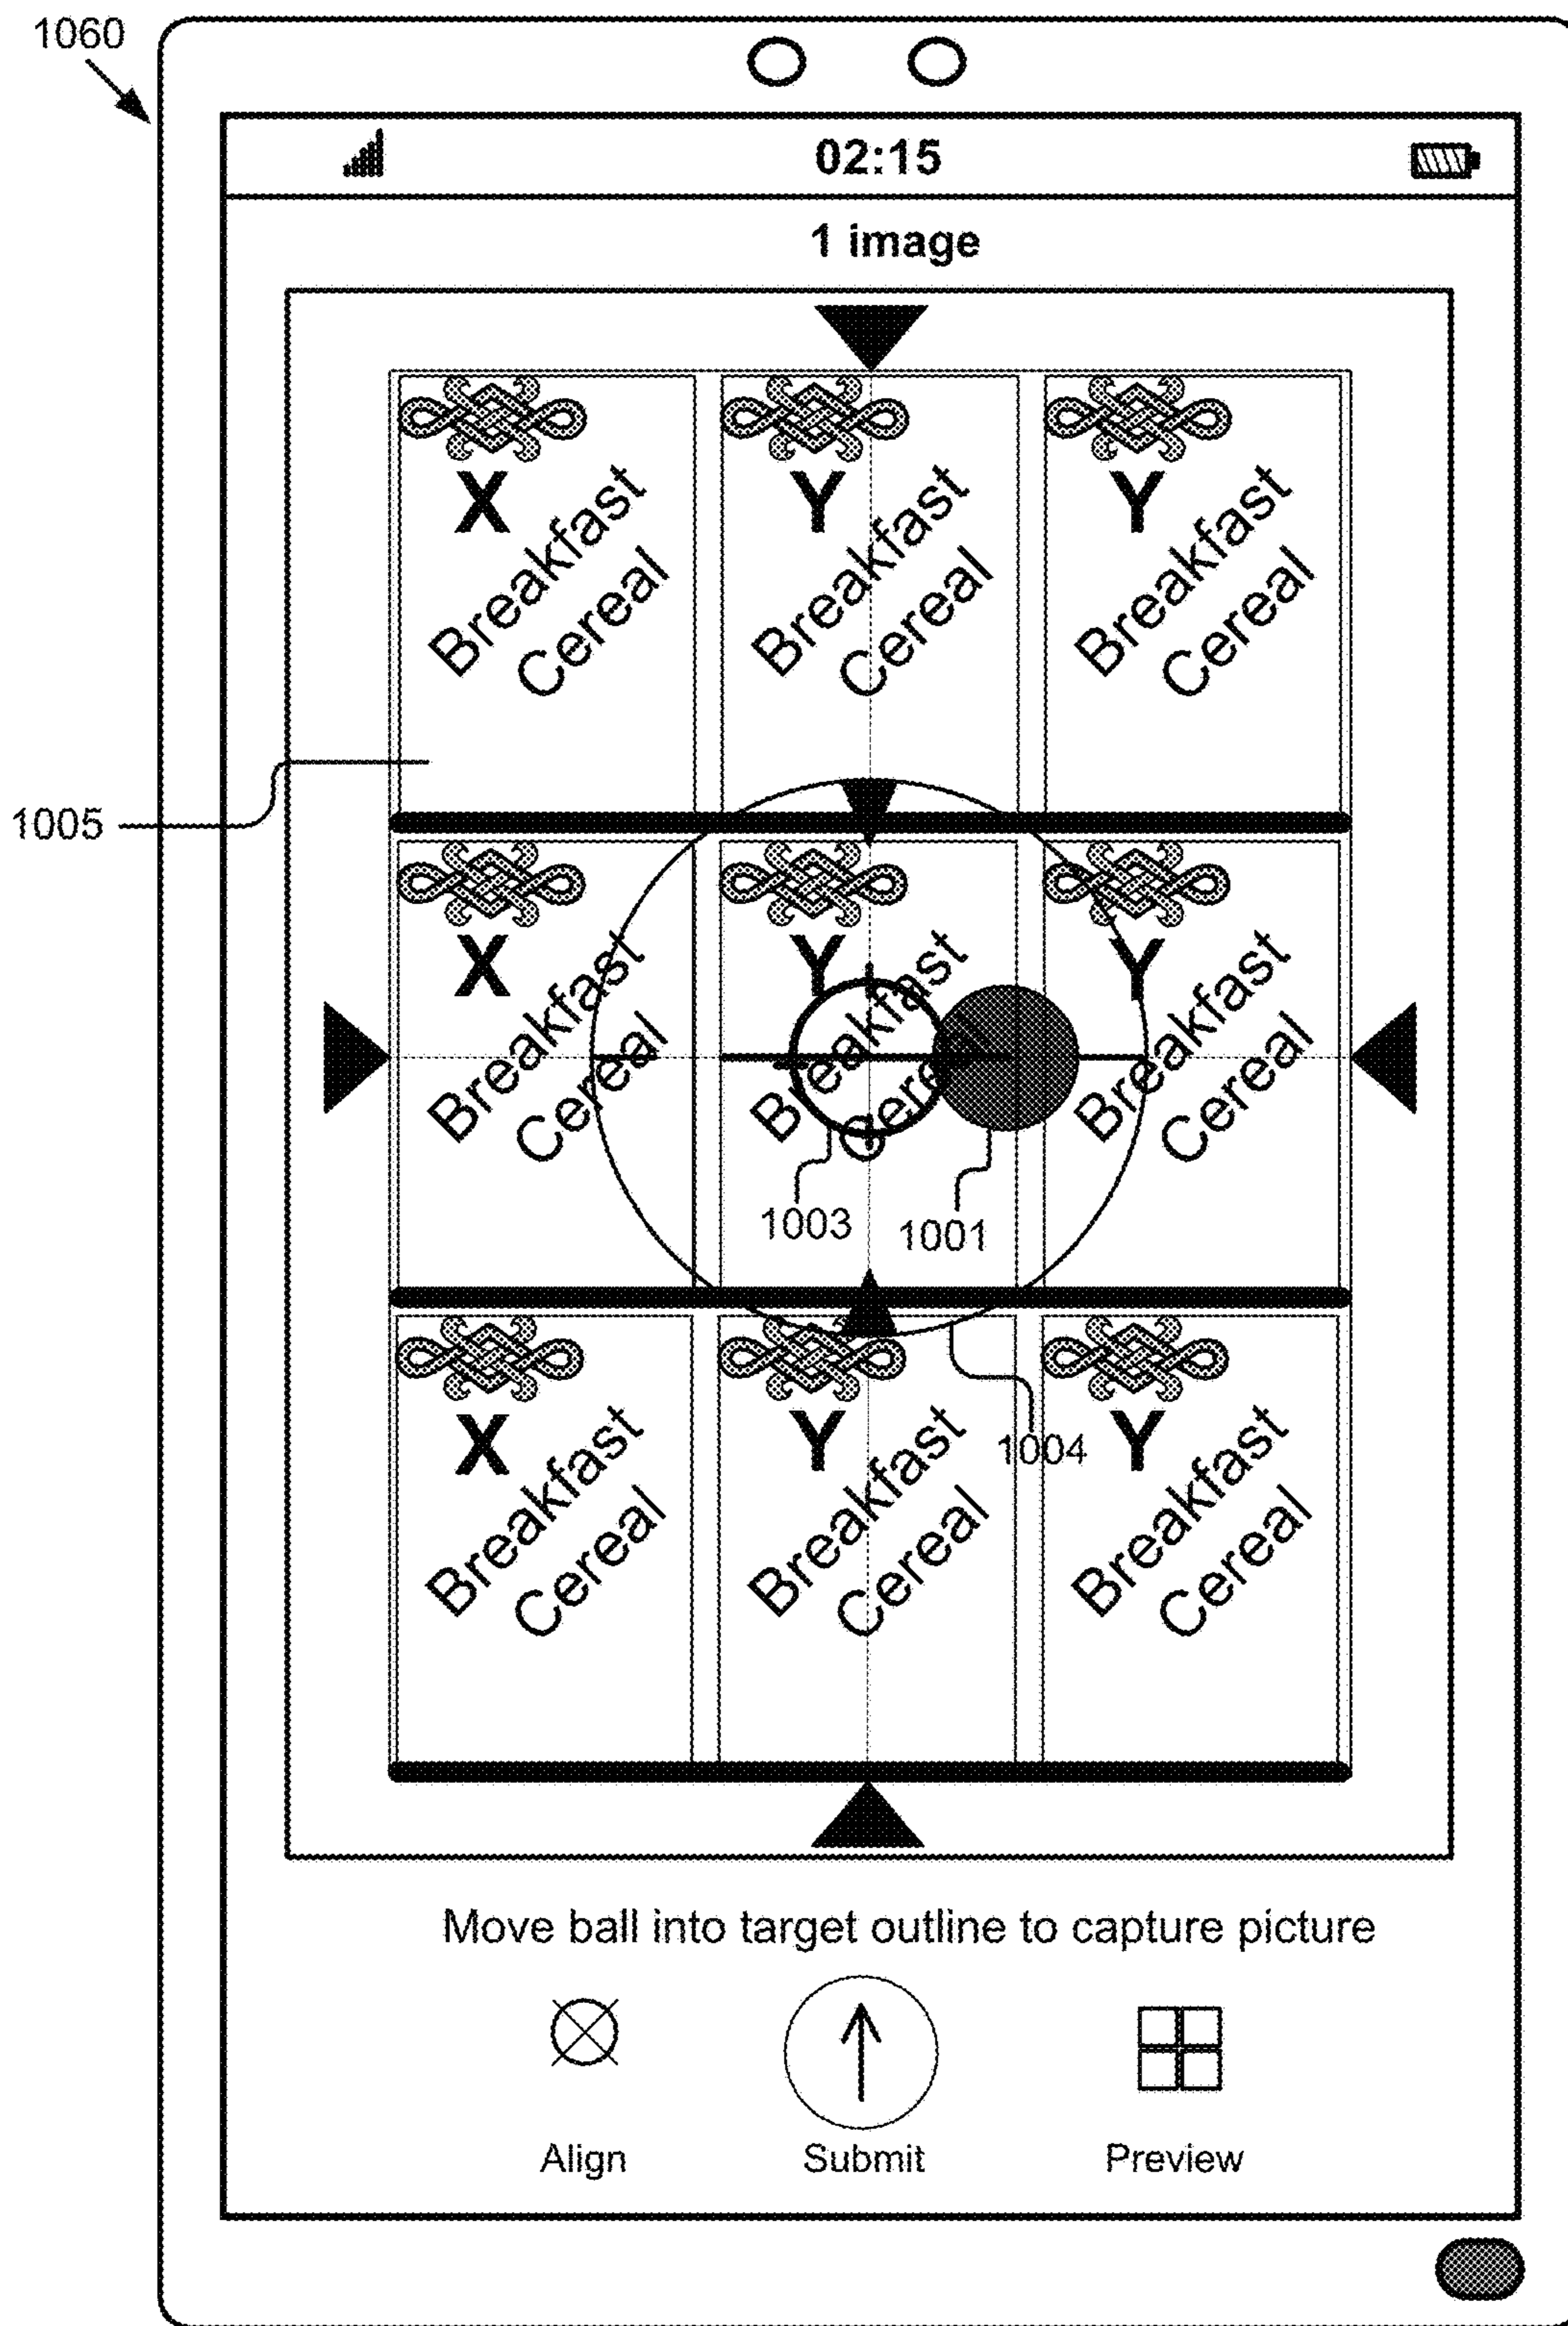 1060
02:15
1 image
X Y Y
Breakfast Breakfast Breakfast
Cereal Cereal Cereal
1005
X Y Y
Breakfast Breakfast Breakfast
Cereal Cereal Cereal
1003 1001
X Y Y
1004
Breakfast Breakfast Breakfast
Cereal Cereal Cereal
Move ball into target outline to capture picture
Align Submit Preview